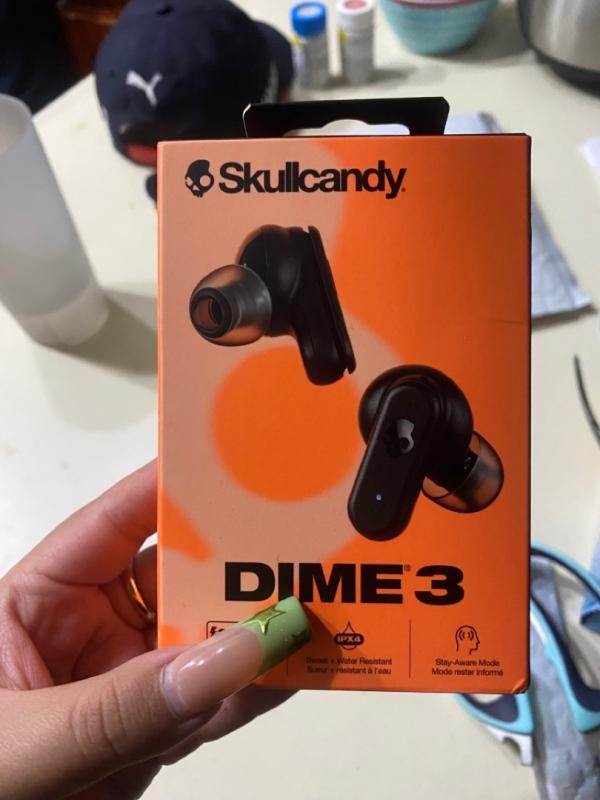 Skullcandy.
DIME® 3
IPX4
Sweat + Water Resistant
Sueur + résistant à l'eau
Stay-Aware Mode
Mode rester informé